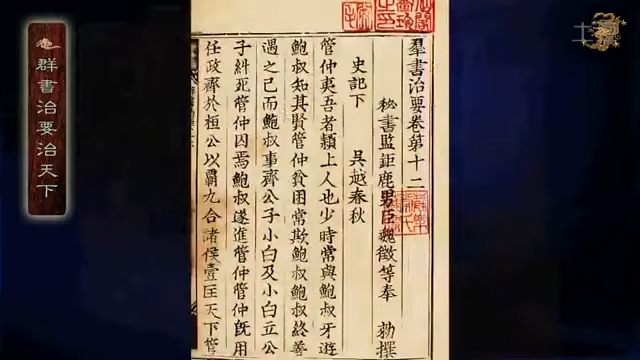 群書治要治天下
羣書治要卷第十二
秘書監鉅鹿男臣魏徵等奉 勑撰
史記下 吳越春秋
管仲夷吾者潁上人也少時常與鮑叔牙遊
鮑叔知其賢管仲貧困常欺鮑叔鮑叔終善
遇之已而鮑叔事齊公子小白及小白立公
子糾死管仲囚焉鮑叔遂進管仲管仲旣用
任政齊於桓公以霸九合諸侯壹匡天下管